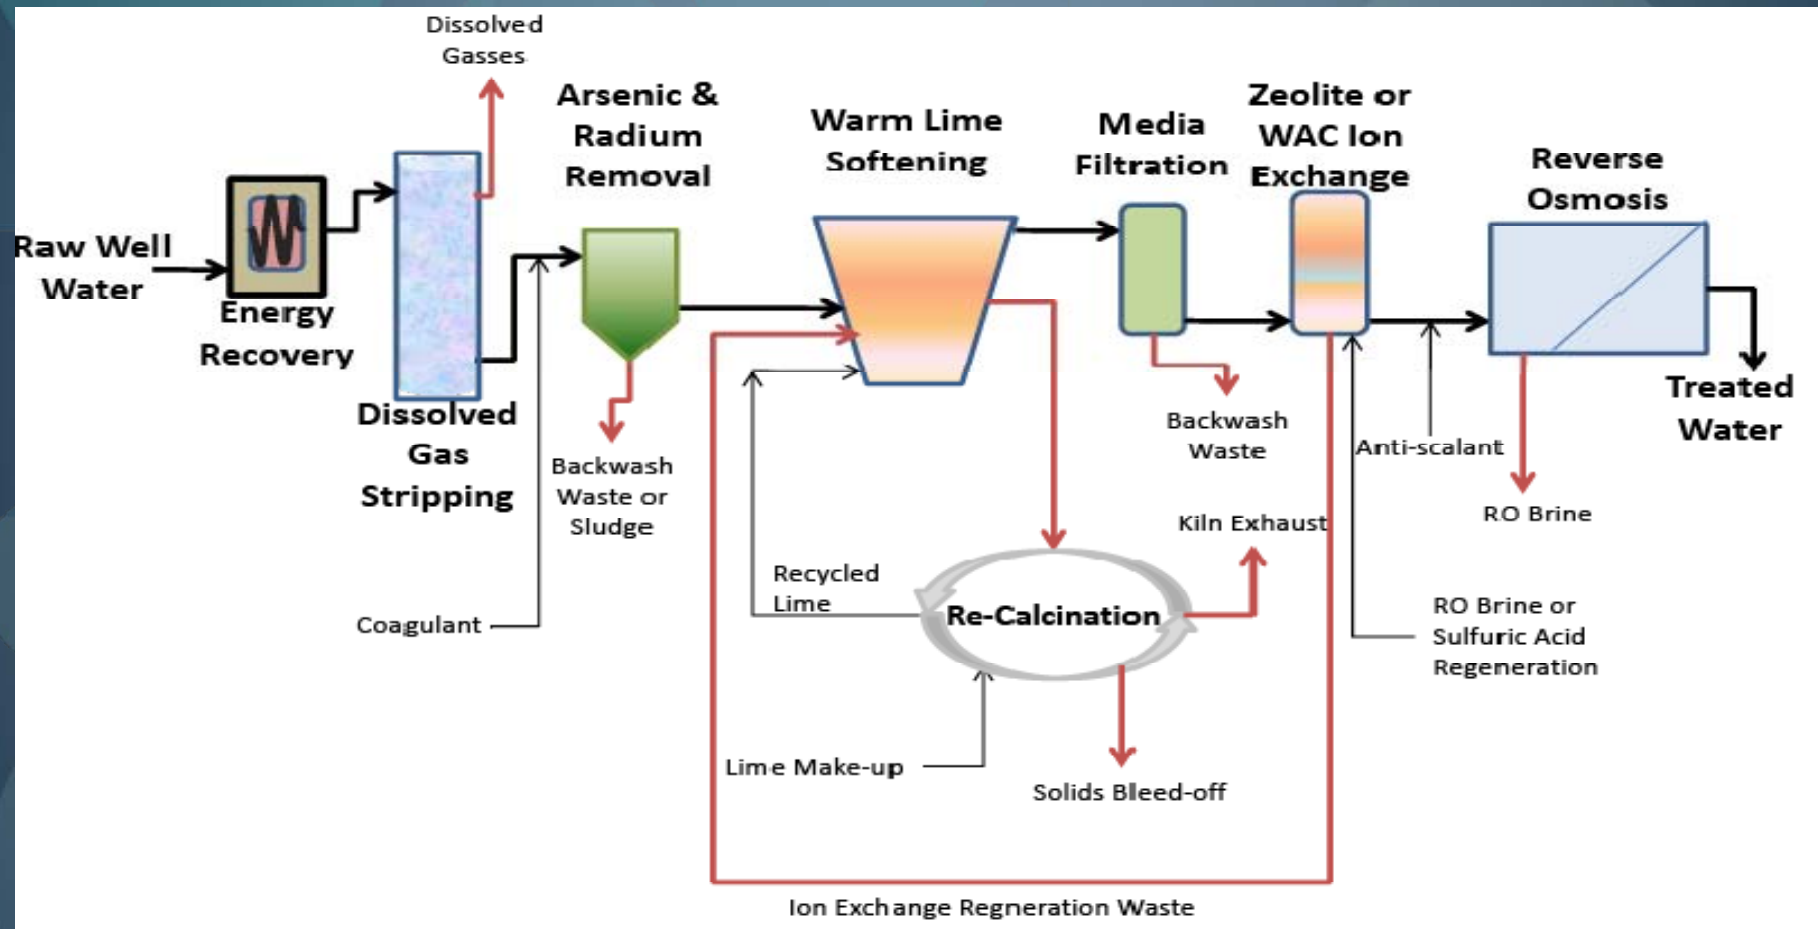 Dissolved
Gasses
Arsenic &
Radium
Removal
Warm Lime
Softening
Media
Filtration
Zeolite or
WAC Ion
Exchange
Reverse
Osmosis
Raw Well
Water
Energy
Recovery
Dissolved
Gas
Stripping
Treated
Water
Backwash
Waste or
Sludge
Backwash
Waste
Anti-scalant
RO Brine
Kiln Exhaust
Recycled
Lime
Re-Calcination
Coagulant
RO Brine or
Sulfuric Acid
Regeneration
Lime Make-up
Solids Bleed-off
Ion Exchange Regneration Waste